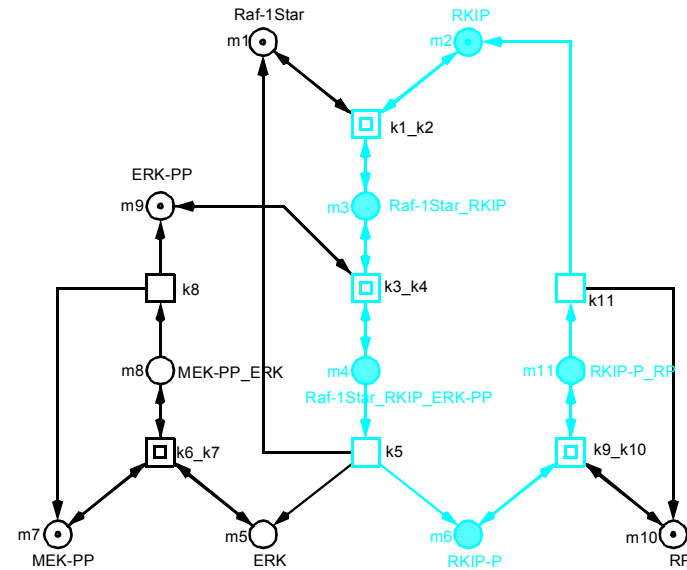 Raf-1Star
RKIP
m1
m2
k1_k2
ERK-PP
m9
m3
Raf-1Star_RKIP
k8
k3_k4
k11
m8
MEK-PP_ERK
m4
m11
RKIP-P_RP
Raf-1Star_RKIP_ERK-PP
k6_k7
k5
k9_k10
m7
m5
m6
m10
MEK-PP
ERK
RKIP-P
RP